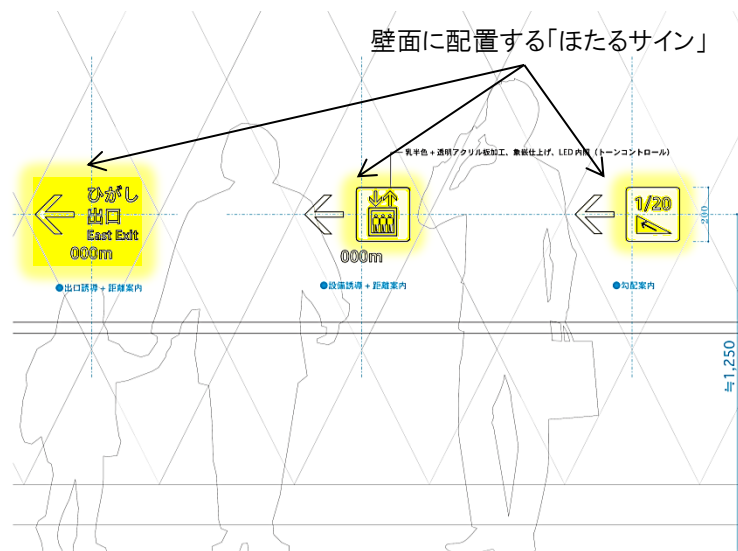 壁面に配置する「ほたるサイン」
乳半色+透明アクリル板加工、象嵌仕上げ、LED内照(トーンコントロール)
ひがし
出口
East Exit
000m
000m
1/20
200
●出口誘導+距離案内
●設備誘導+距離案内
●勾配案内
≒1,250